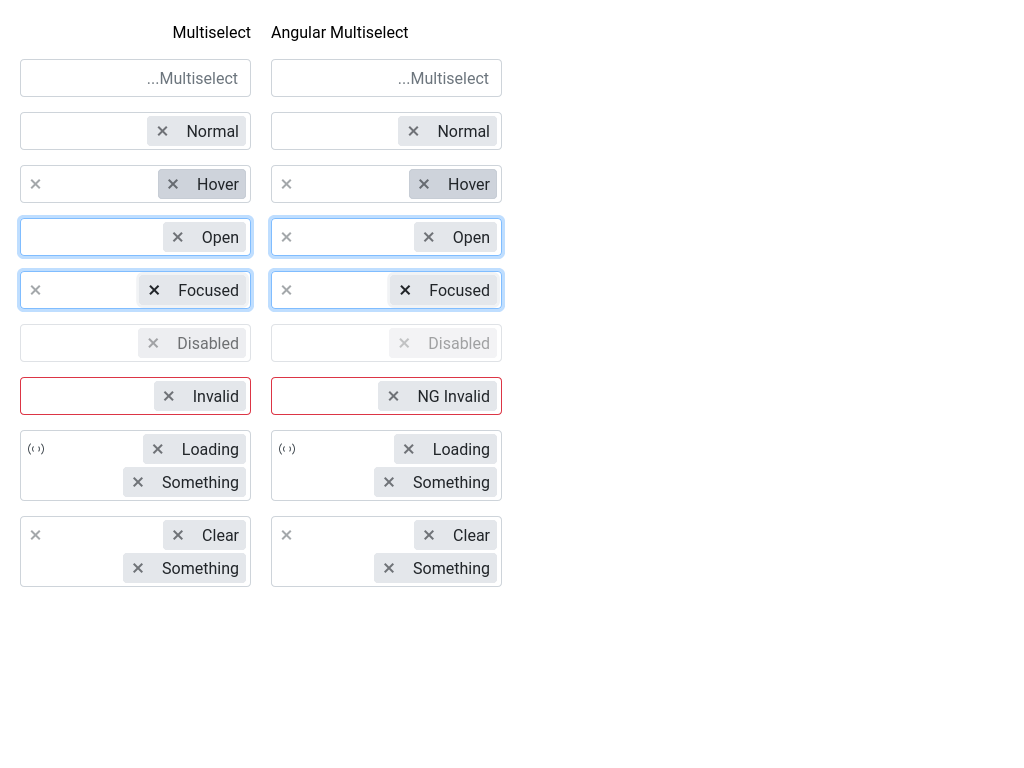 Multiselect Angular Multiselect
...Multiselect ...Multiselect
Normal Normal
Hover Hover
Open Open
Focused Focused
Disabled Disabled
Invalid NG Invalid
Loading Loading
Something Something
Clear Clear
Something Something